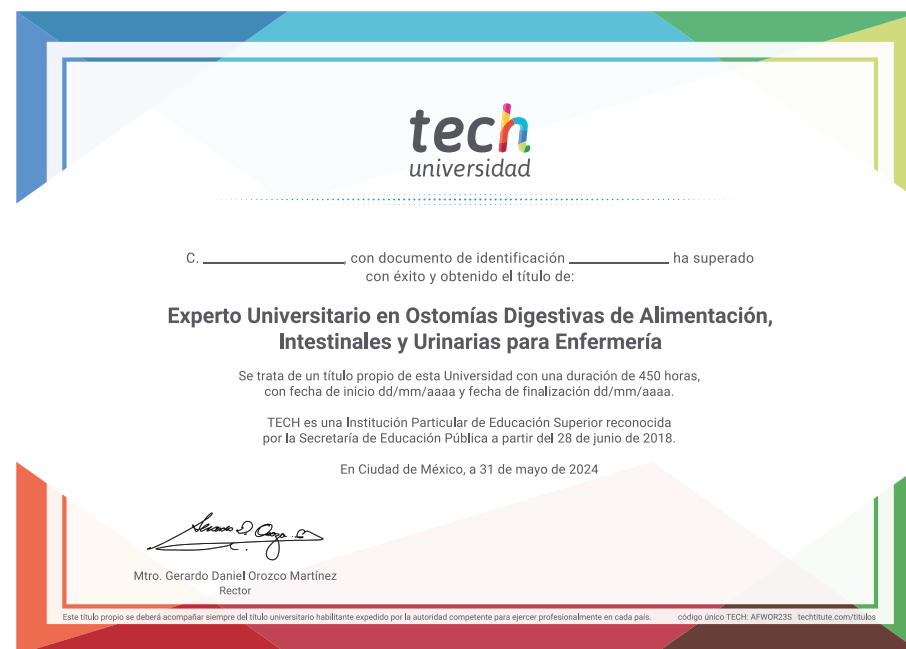 tech
universidad
C. ____________, con documento de identificación ____________ ha superado
con éxito y obtenido el título de:
Experto Universitario en Ostomías Digestivas de Alimentación,
Intestinales y Urinarias para Enfermería
Se trata de un título propio de esta Universidad con una duración de 450 horas,
con fecha de inicio dd/mm/aaaa y fecha de finalización dd/mm/aaaa.
TECH es una Institución Particular de Educación Superior reconocida
por la Secretaría de Educación Pública a partir del 28 de junio de 2018.
En Ciudad de México, a 31 de mayo de 2024
Mtro. Gerardo Daniel Orozco Martínez
Rector
Este título propio se deberá acompañar siempre del título universitario habilitante expedido por la autoridad competente para ejercer profesionalmente en cada país. código único TECH: AFWOR23S techtitute.com/titulos